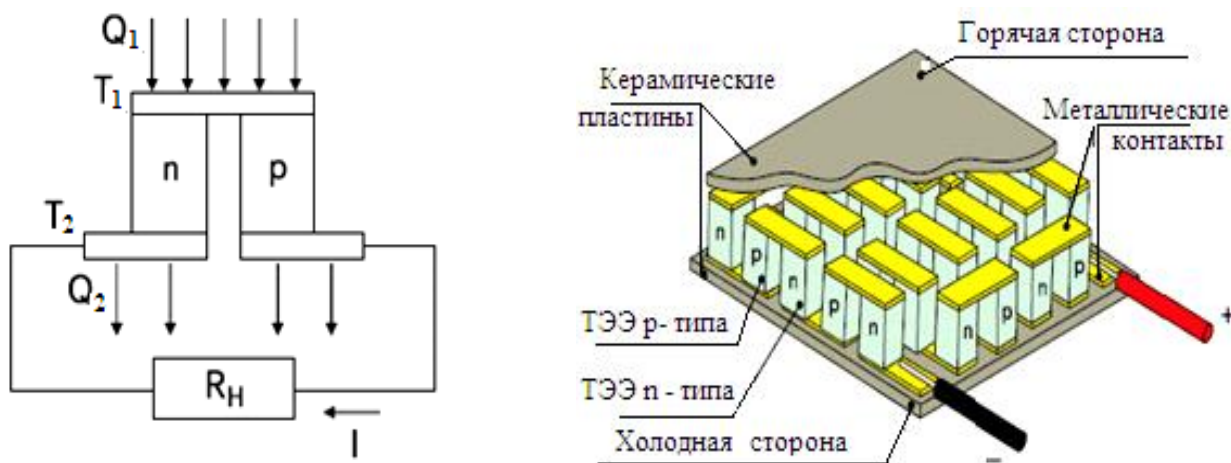 Q1
T1
n
p
T2
Q2
RH
I
Горячая сторона
Керамические
пластины
Металлические
контакты
n
p
n
p
n
n
p
n
p
ТЭЭ p- типа
ТЭЭ n - типа
Холодная сторона
+
–